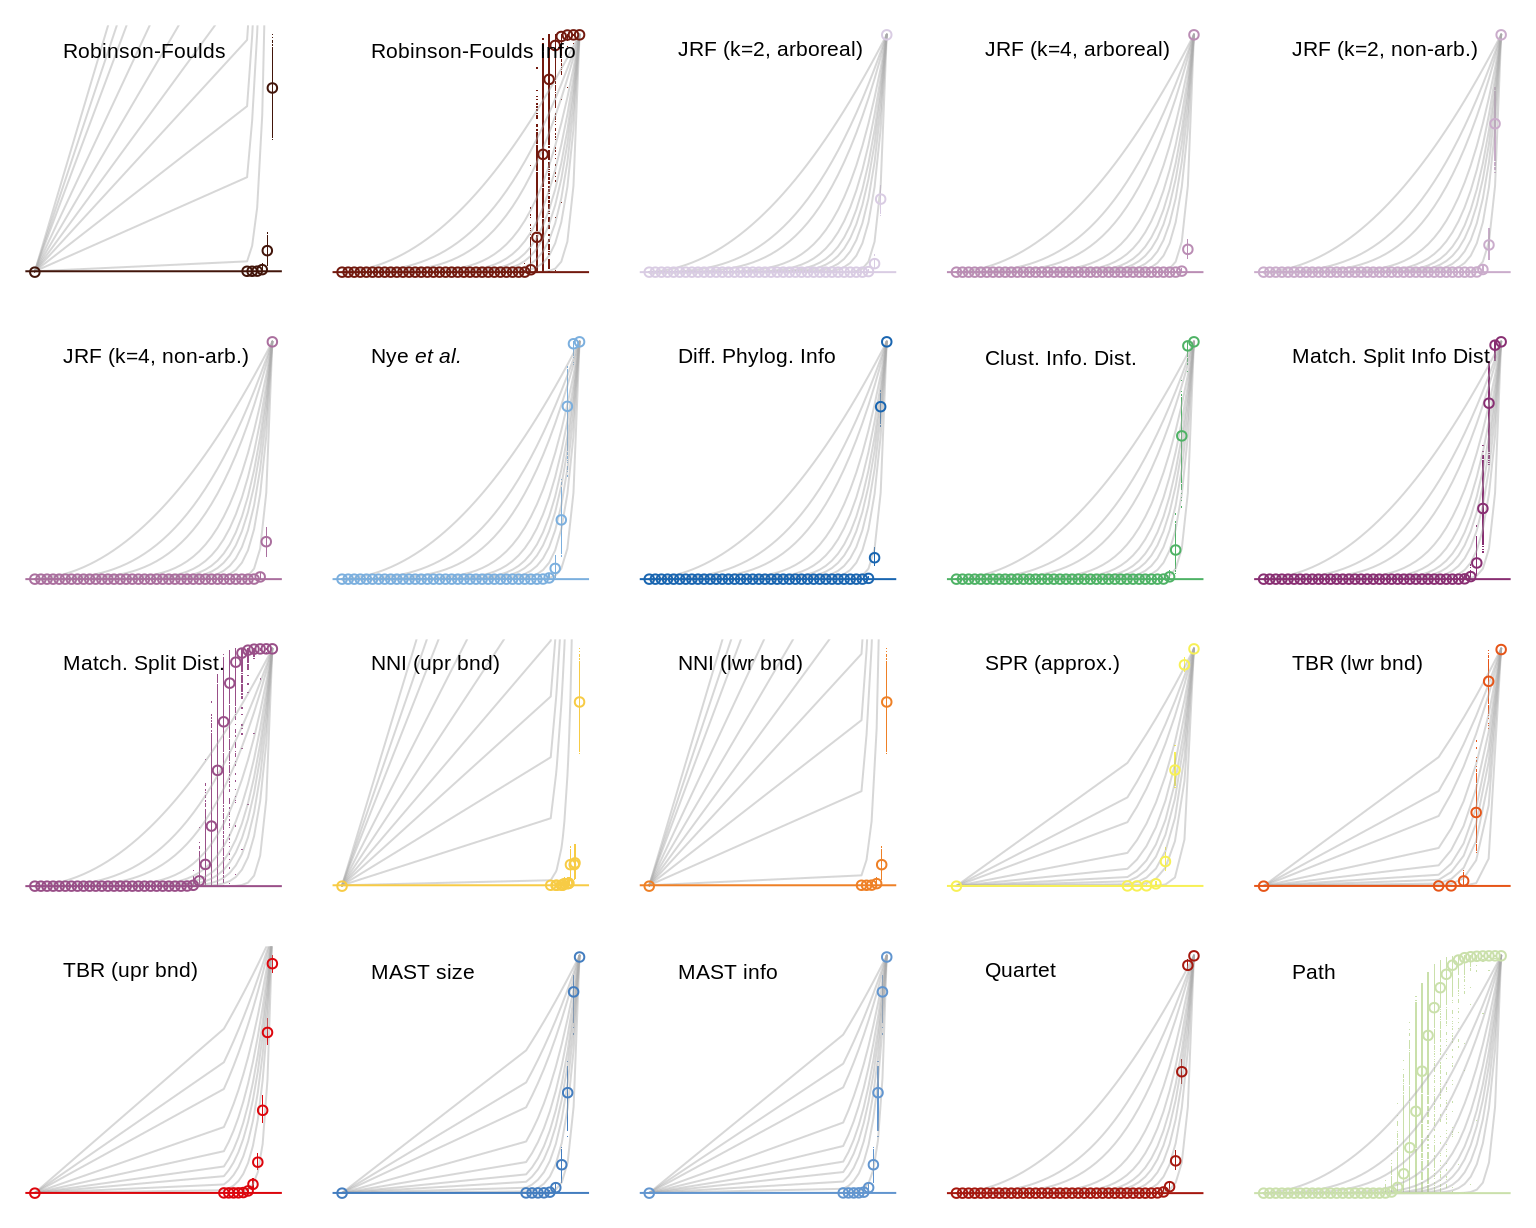 Robinson-Foulds
Robinson-Foulds Info
JRF (k=2, arboreal)
JRF (k=4, arboreal)
JRF (k=2, non-arb.)
JRF (k=4, non-arb.)
Nye et al.
Diff. Phylog. Info
Clust. Info. Dist.
Match. Split Info Dist.
Match. Split Dist.
NNI (upr bnd)
NNI (lwr bnd)
SPR (approx.)
TBR (lwr bnd)
TBR (upr bnd)
MAST size
MAST info
Quartet
Path